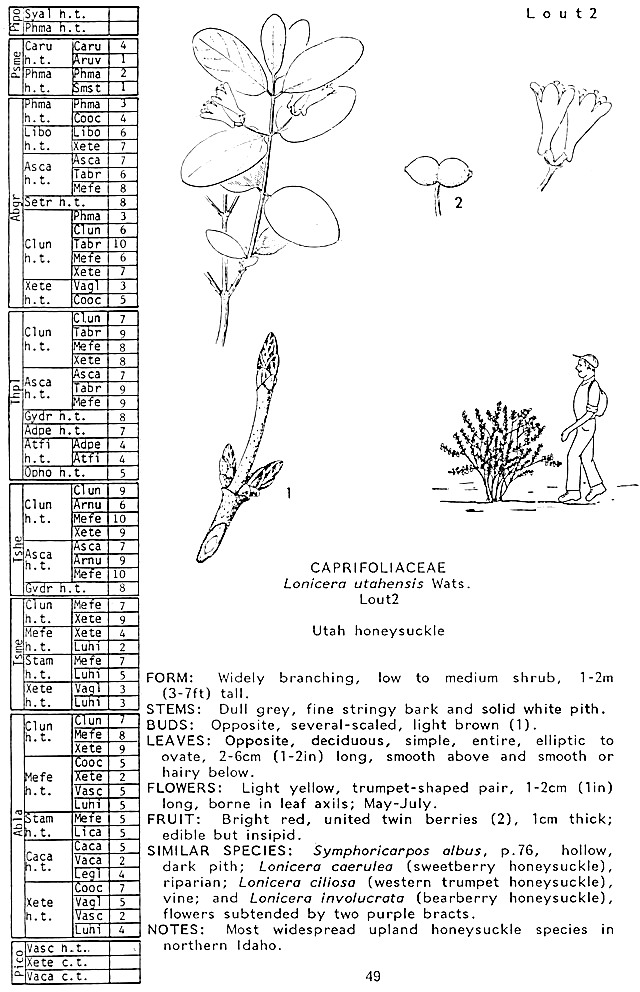 Lout2
Pipo
Syal h.t.
Phma h.t.
Psme
Caru Caru 4
h.t. Aruv 1
Phma Phma 2
h.t. Smst 1
Abgr
Phma Phma 3
h.t. Cooc 4
Libo Libo 6
h.t. Xete 7
Asca 7
Asca Tabr 6
h.t. Mefe 8
Setr h.t. 8
Phma 3
Clun 6
Clun Tabr 10
h.t. Mefe 6
Xete 7
Xete Vagl 3
h.t. Cooc 5
Thpl
Clun 7
Clun Tabr 9
h.t. Mefe 8
Xete 8
Asca 7
Asca Tabr 9
h.t. Mefe 9
Gydr h.t. 8
Adpe h.t. 7
Atfi Adpe 4
h.t. Atfi 4
Opho h.t. 5
Tshe
Clun 9
Clun Arnu 6
h.t. Mefe 10
Xete 9
Asca 7
Asca Arnu 9
h.t. Mefe 10
Gydr h.t. 8
Tsme
Clun Mefe 7
h.t. Xete 9
Mefe Xete 4
h.t. Luhi 2
Stam Mefe 7
h.t. Luhi 5
Xete Vagl 3
h.t. Luhi 3
Abla
Clun 7
Clun Mefe 8
h.t. Xete 9
Cooc 5
Mefe Xete 2
h.t. Vasc 5
Luhi 5
Stam Mefe 5
h.t. Lica 5
Caca 5
Caca Vaca 2
h.t. Legl 4
Cooc 7
Xete Vagl 5
h.t. Vasc 2
Luhi 4
Pico
Vasc h.t.
Xete c.t.
Vaca c.t.
2
1
CAPRIFOLIACEAE
Lonicera utahensis Wats.
Lout2
Utah honeysuckle
FORM: Widely branching, low to medium shrub, 1-2m
(3-7ft) tall.
STEMS: Dull grey, fine stringy bark and solid white pith.
BUDS: Opposite, several-scaled, light brown (1).
LEAVES: Opposite, deciduous, simple, entire, elliptic to
ovate, 2-6cm (1-2in) long, smooth above and smooth or
hairy below.
FLOWERS: Light yellow, trumpet-shaped pair, 1-2cm (1in)
long, borne in leaf axils; May-July.
FRUIT: Bright red, united twin berries (2), 1cm thick;
edible but insipid.
SIMILAR SPECIES: Symphoricarpos albus, p.76, hollow,
dark pith; Lonicera caerulea (sweetberry honeysuckle),
riparian; Lonicera ciliosa (western trumpet honeysuckle),
vine; and Lonicera involucrata (bearberry honeysuckle),
flowers subtended by two purple bracts.
NOTES: Most widespread upland honeysuckle species in
northern Idaho.
49